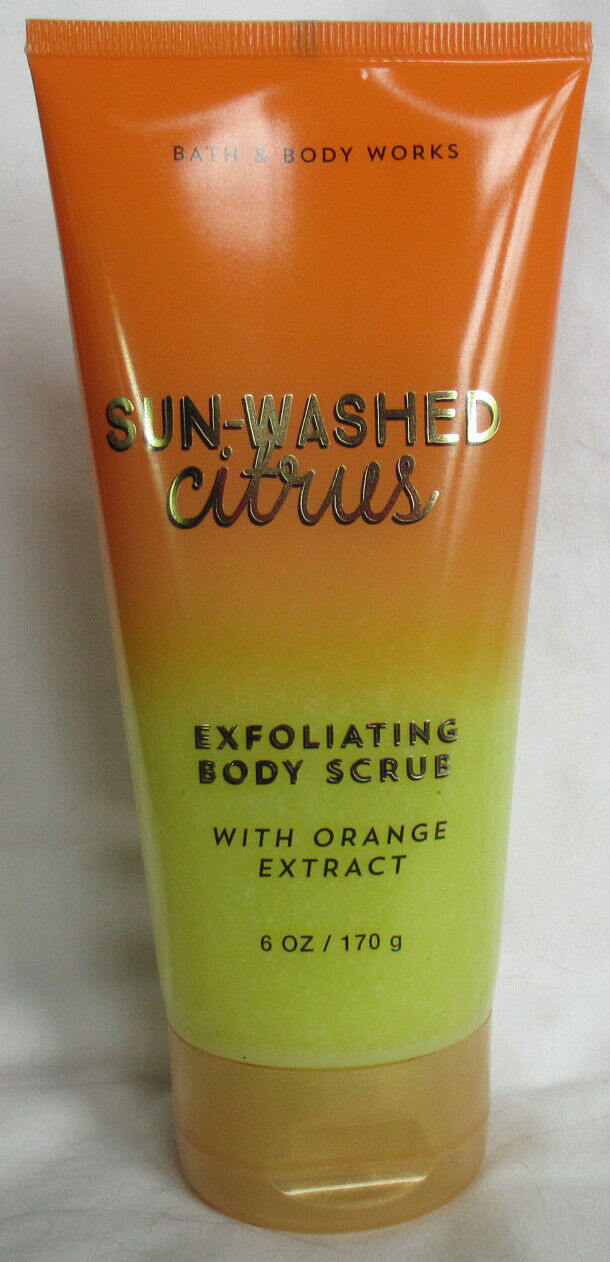 BATH & BODY WORKS
SUN-WASHED
citrus
EXFOLIATING
BODY SCRUB
WITH ORANGE
EXTRACT
6 OZ / 170 g